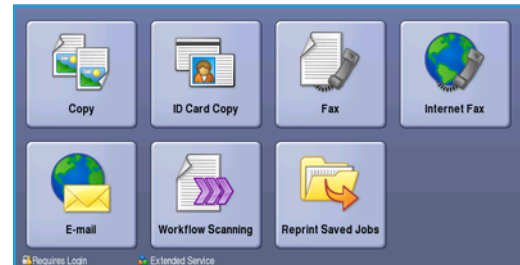 Copy
ID Card Copy
Fax
Internet Fax
E-mail
Workflow Scanning
Reprint Saved Jobs
Requires Login
Extended Service